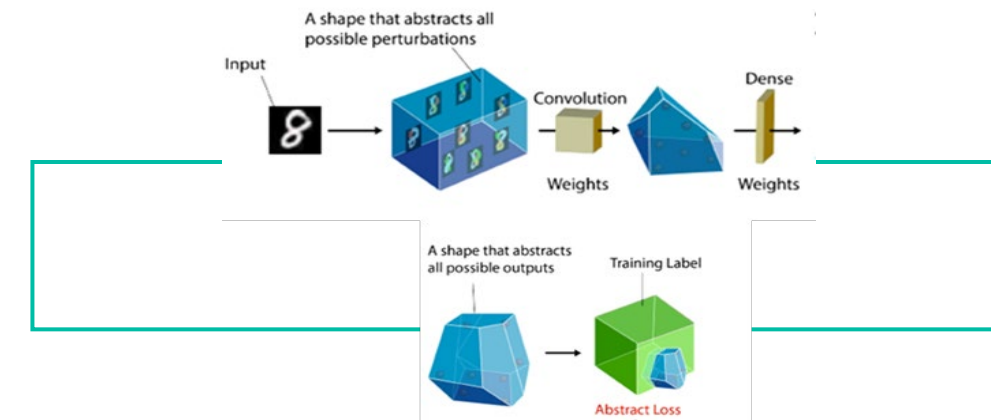 A shape that abstracts all
possible perturbations
Input
Convolution
Dense
Weights
Weights
A shape that abstracts
all possible outputs
Training Label
Abstract Loss